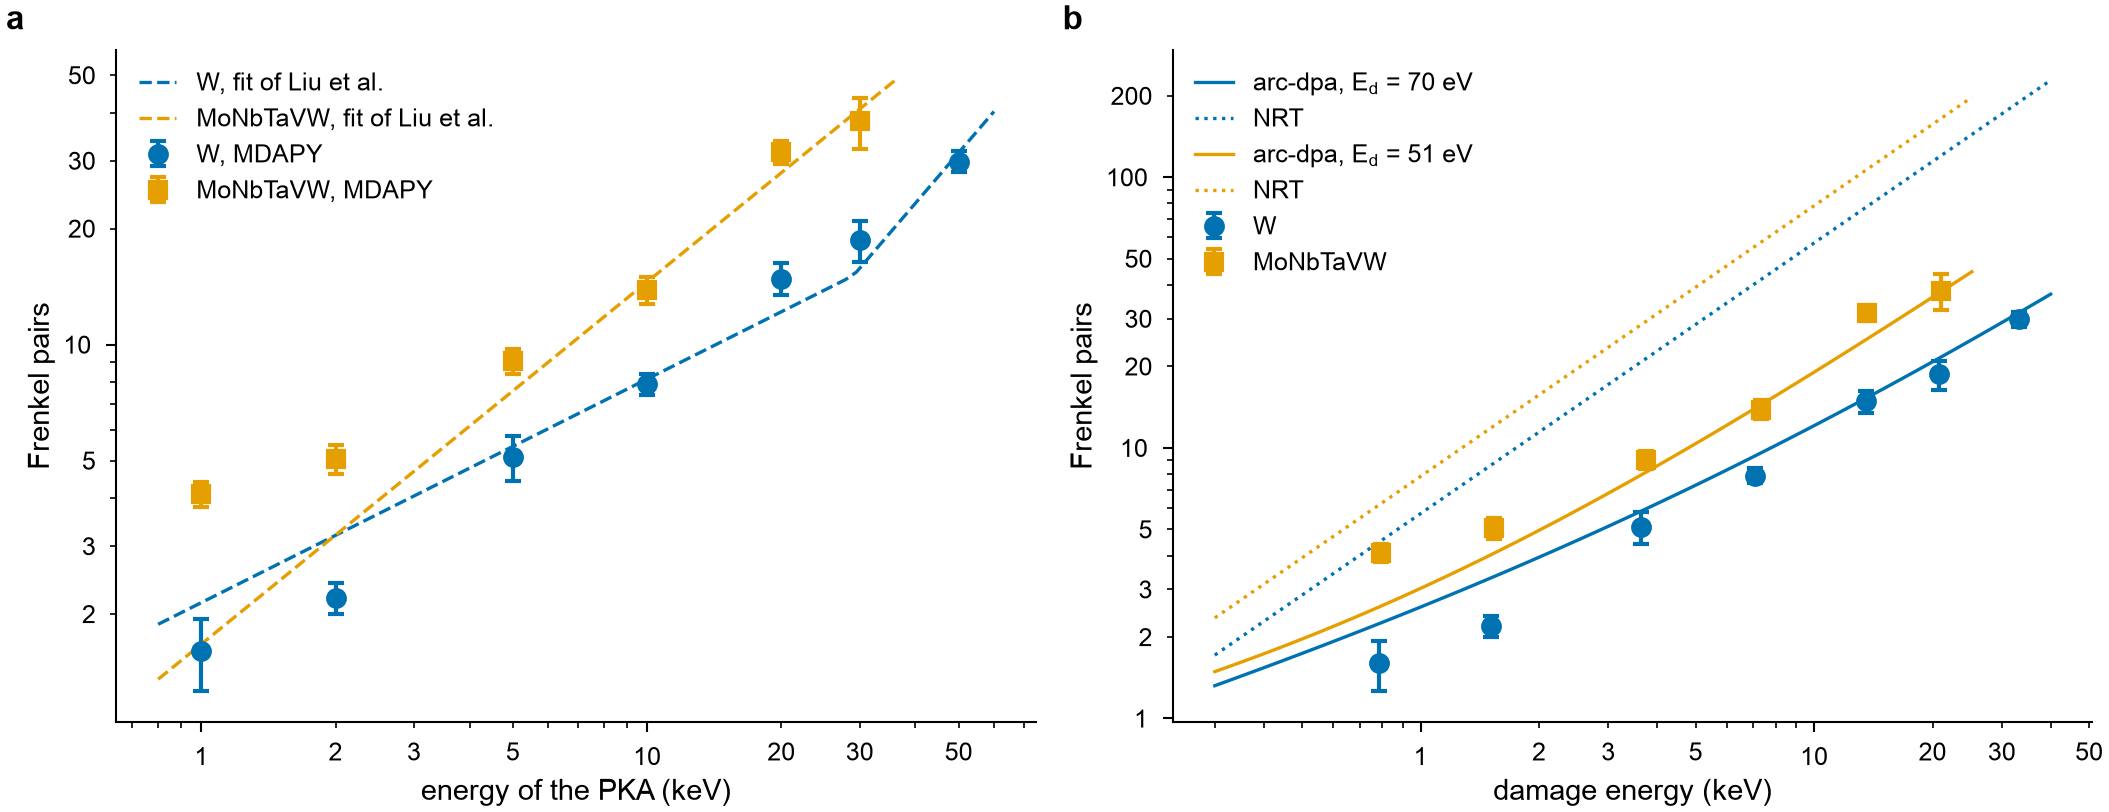 a
W, fit of Liu et al.
MoNbTaVW, fit of Liu et al.
W, MDAPY
MoNbTaVW, MDAPY
50
30
20
10
5
3
2
Frenkel pairs
1 2 3 5 10 20 30 50
energy of the PKA (keV)
b
arc-dpa, E_d = 70 eV
NRT
arc-dpa, E_d = 51 eV
NRT
W
MoNbTaVW
200
100
50
30
20
10
5
3
2
1
Frenkel pairs
1 2 3 5 10 20 30 50
damage energy (keV)